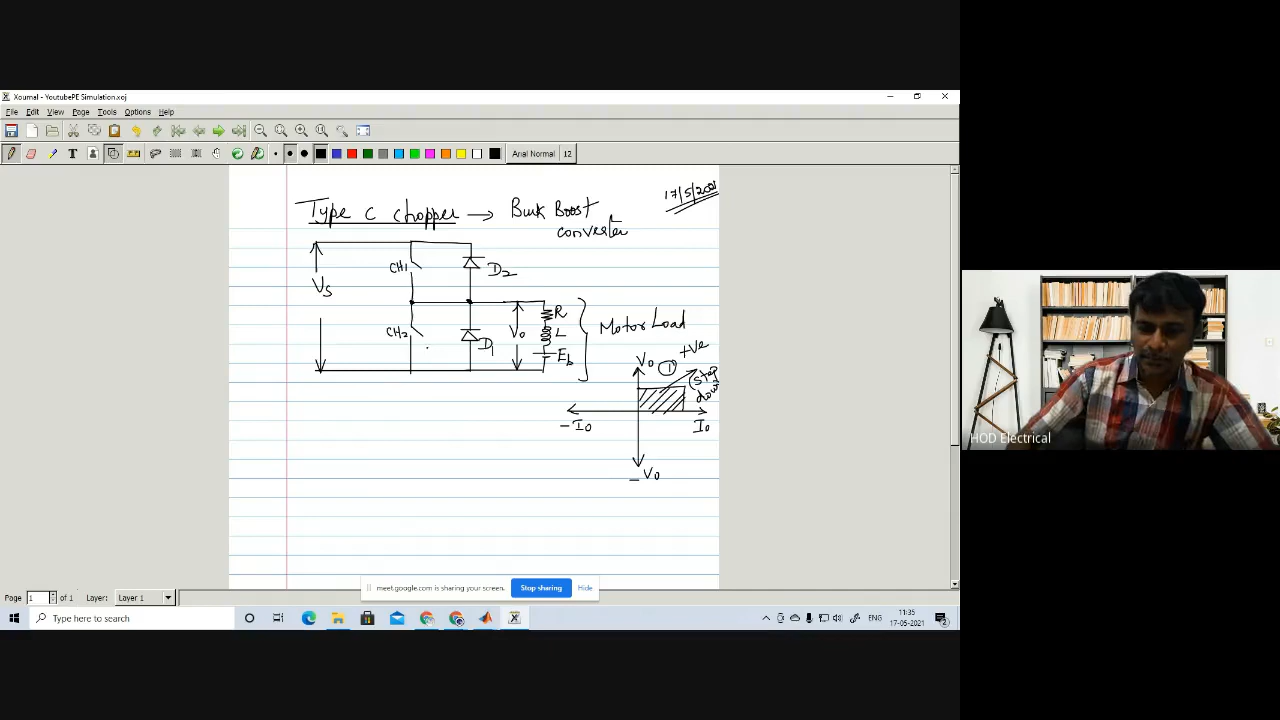 Xournal - YoutubePE Simulation.xoj
File Edit View Page Tools Options Help
Arial Normal 12
17/5/2021
Type C chopper → Buck Boost
converter
CH1
D2
Vs
R
CH2
Vo
L
Motor Load
D1
Eb
Vo
1
+Ve
(Step
down
-Io
Io
-Vo
meet.google.com is sharing your screen. Stop sharing Hide
HOD Electrical
Page 1 of 1 Layer: Layer 1
Type here to search
ENG
11:35
17-05-2021
2